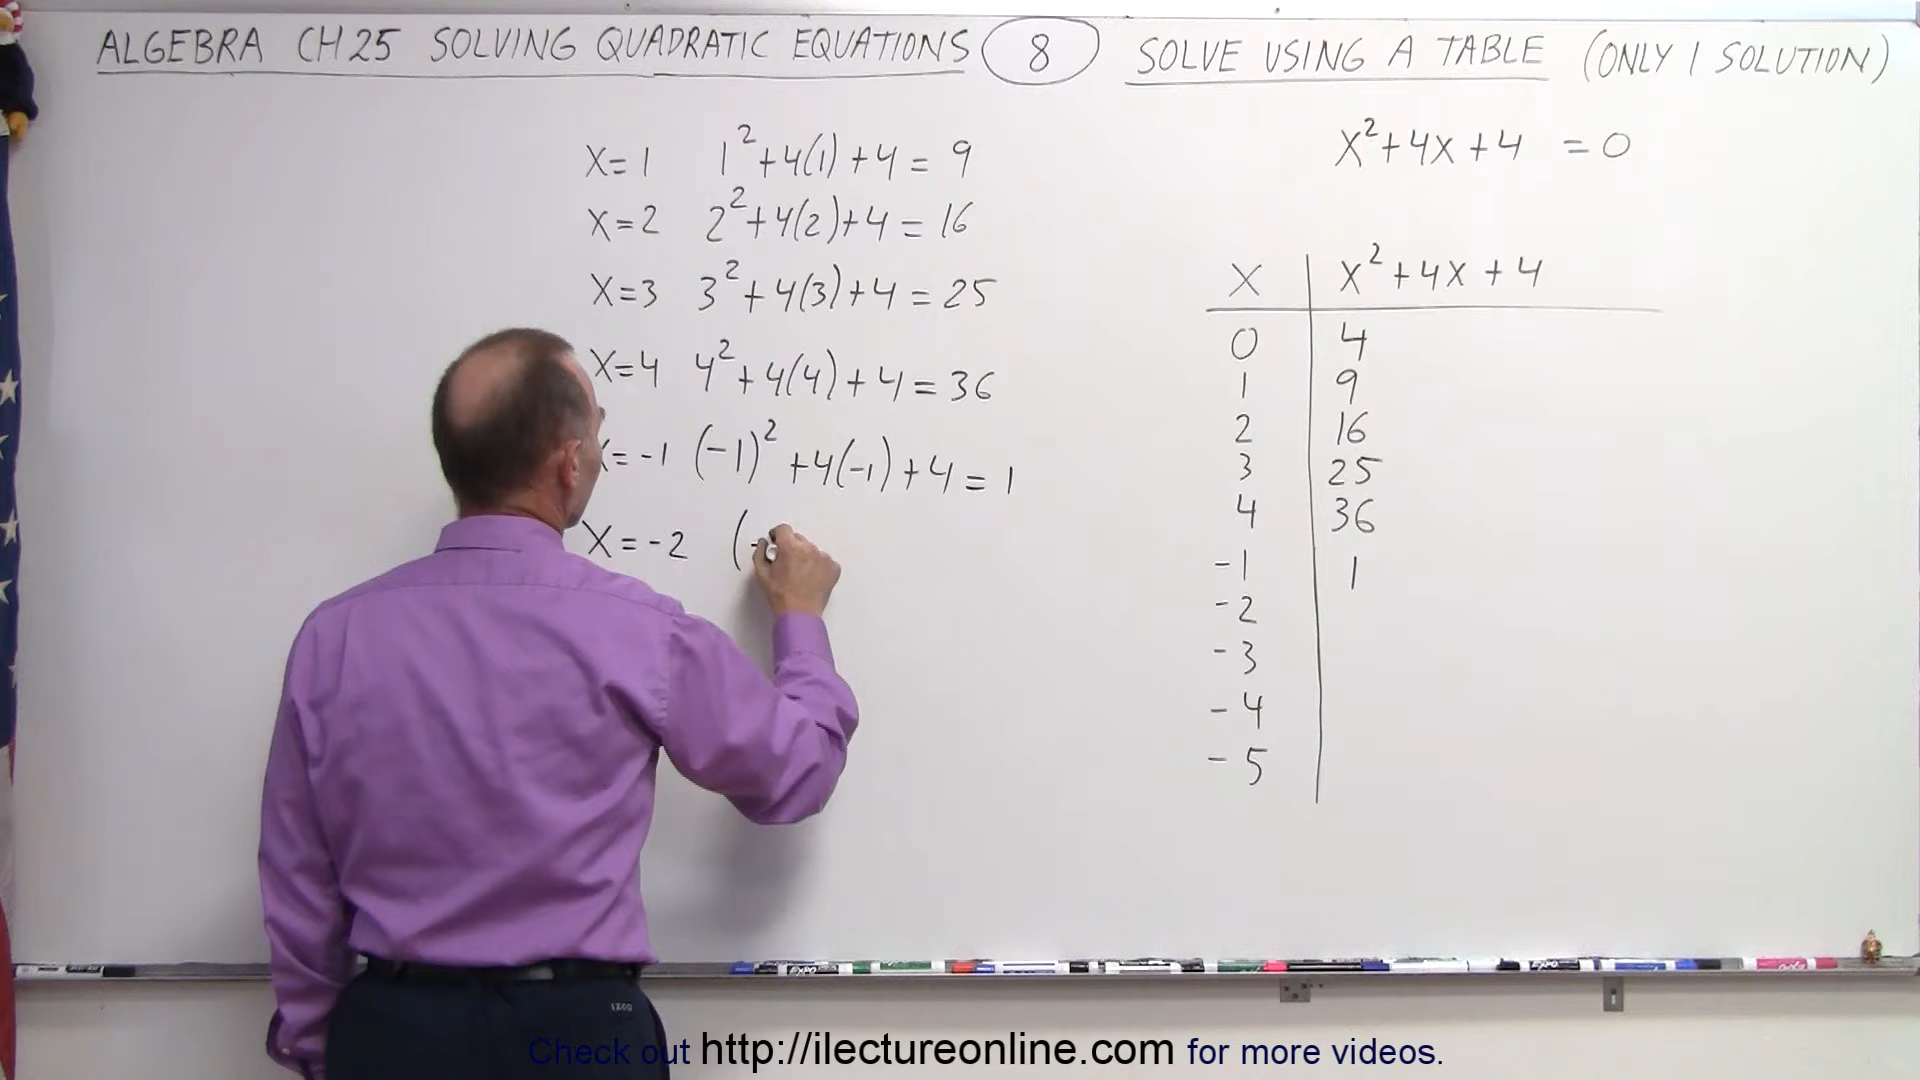 ALGEBRA CH 25 SOLVING QUADRATIC EQUATIONS 8 SOLVE USING A TABLE (ONLY 1 SOLUTION)
X=1 1²+4(1)+4=9
X=2 2²+4(2)+4=16
X=3 3²+4(3)+4=25
X=4 4²+4(4)+4=36
X=-1 (-1)²+4(-1)+4=1
X=-2 (-
X²+4X+4 =0
X X²+4X+4
0 4
1 9
2 16
3 25
4 36
-1 1
-2
-3
-4
-5
Check out http://ilectureonline.com for more videos.